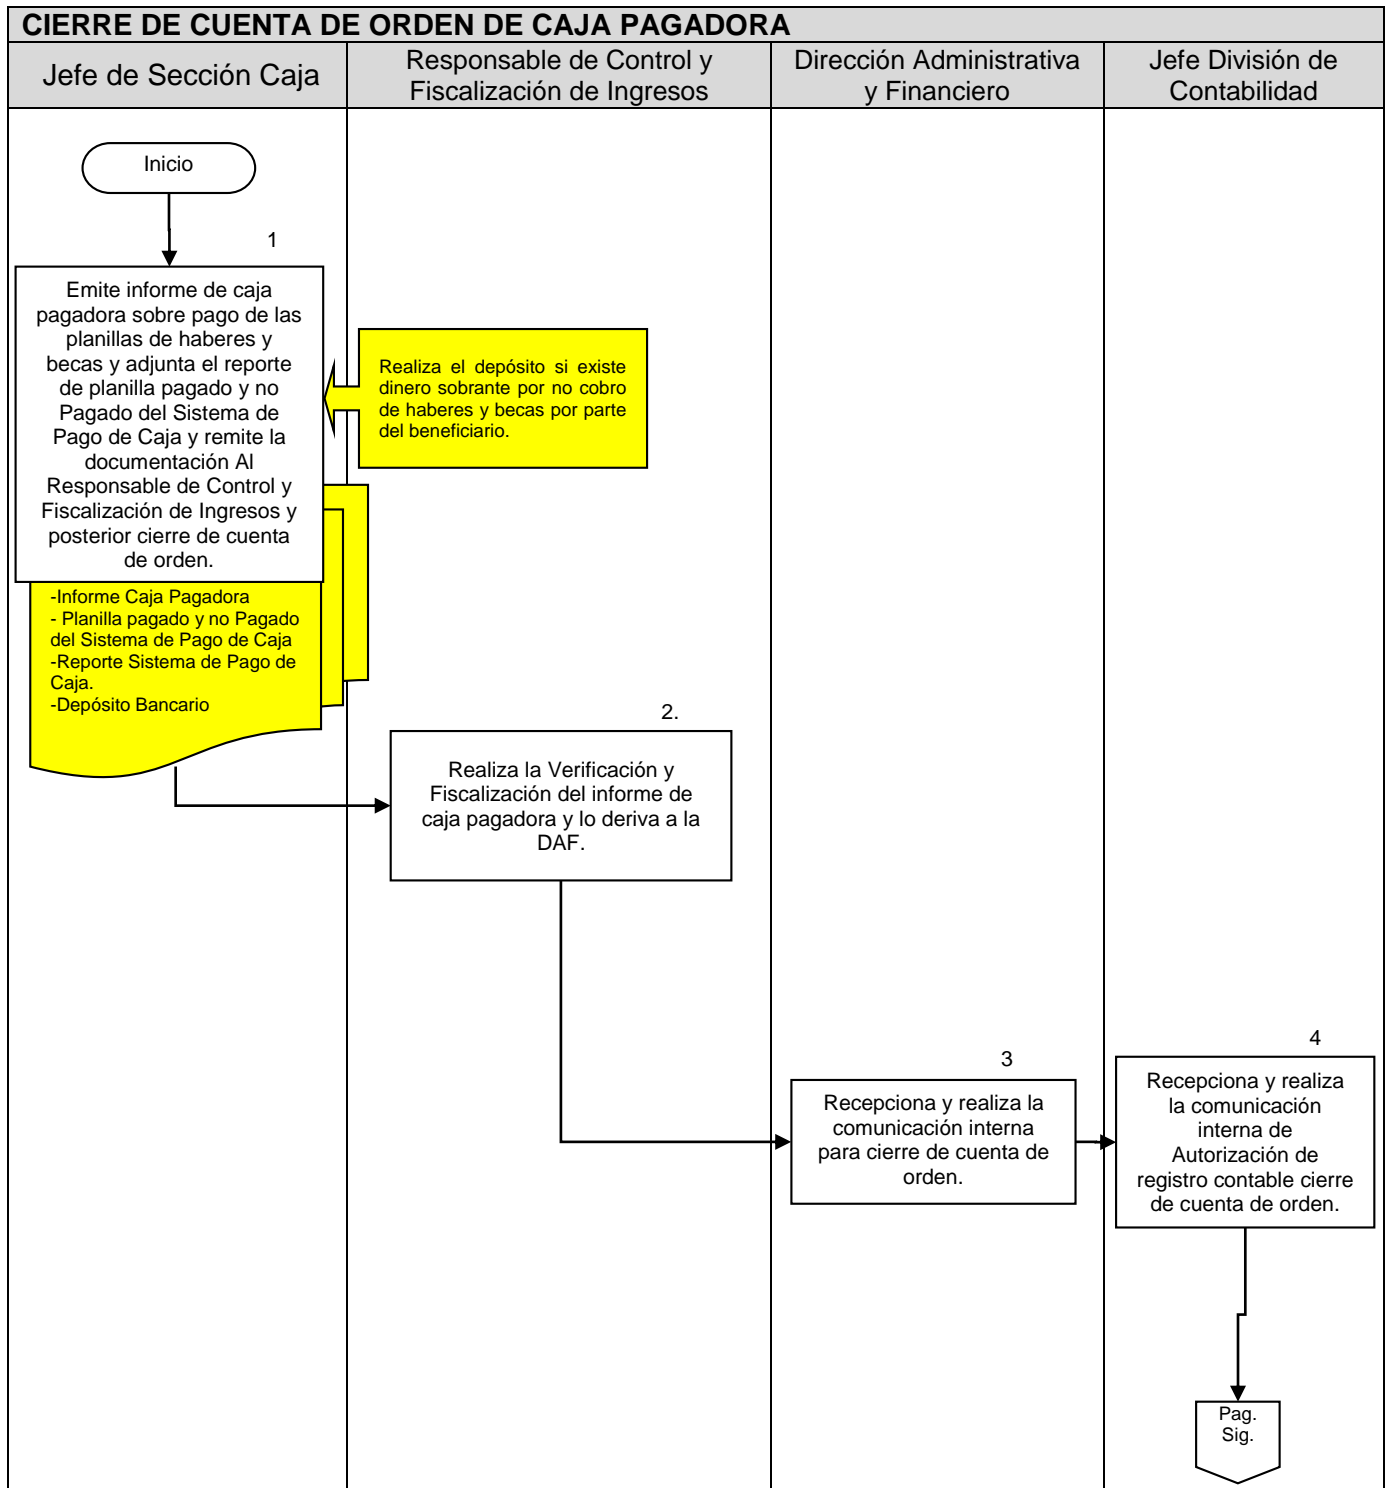 CIERRE DE CUENTA DE ORDEN DE CAJA PAGADORA
Jefe de Sección Caja
Responsable de Control y
Fiscalización de Ingresos
Dirección Administrativa
y Financiero
Jefe División de
Contabilidad
Inicio
1
Emite informe de caja
pagadora sobre pago de las
planillas de haberes y
becas y adjunta el reporte
de planilla pagado y no
Pagado del Sistema de
Pago de Caja y remite la
documentación Al
Responsable de Control y
Fiscalización de Ingresos y
posterior cierre de cuenta
de orden.
Realiza el depósito si existe
dinero sobrante por no cobro
de haberes y becas por parte
del beneficiario.
-Informe Caja Pagadora
- Planilla pagado y no Pagado
del Sistema de Pago de Caja
-Reporte Sistema de Pago de
Caja.
-Depósito Bancario
2.
Realiza la Verificación y
Fiscalización del informe de
caja pagadora y lo deriva a la
DAF.
3
Recepciona y realiza la
comunicación interna
para cierre de cuenta de
orden.
4
Recepciona y realiza
la comunicación
interna de
Autorización de
registro contable cierre
de cuenta de orden.
Pag.
Sig.